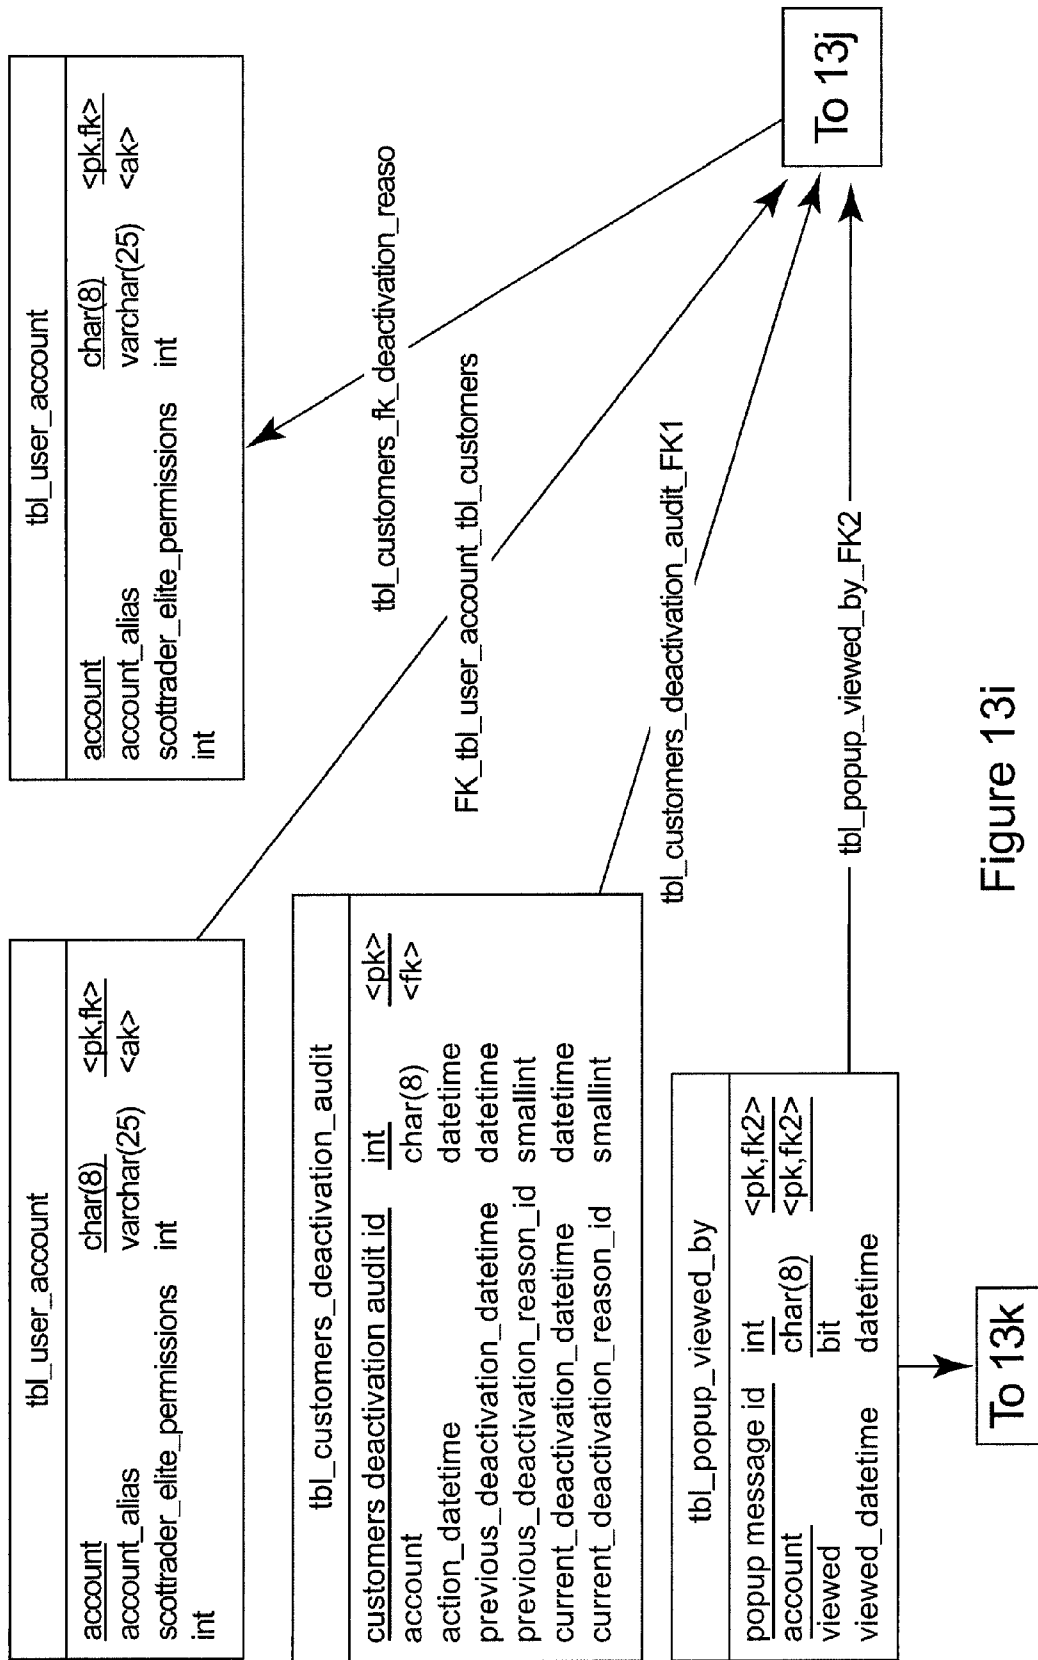 tbl_user_account
account char(8) <pk,fk>
account_alias varchar(25) <ak>
scottrader_elite_permissions int
int
tbl_user_account
account char(8) <pk,fk>
account_alias varchar(25) <ak>
scottrader_elite_permissions int
int
tbl_customers_fk_deactivation_reaso
FK_tbl_user_account_tbl_customers
tbl_customers_deactivation_audit
customers deactivation audit id int <pk>
account char(8) <fk>
action_datetime datetime
previous_deactivation_datetime datetime
previous_deactivation_reason_id smallint
current_deactivation_datetime datetime
current_deactivation_reason_id smallint
tbl_customers_deactivation_audit_FK1
To 13j
tbl_popup_viewed_by
popup message id int <pk,fk2>
account char(8) <pk,fk2>
viewed bit
viewed_datetime datetime
tbl_popup_viewed_by_FK2
To 13k
Figure 13i